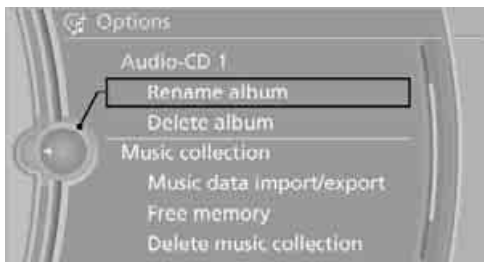 Options
Audio-CD 1
Rename album
Delete album
Music collection
Music data import/export
Free memory
Delete music collection